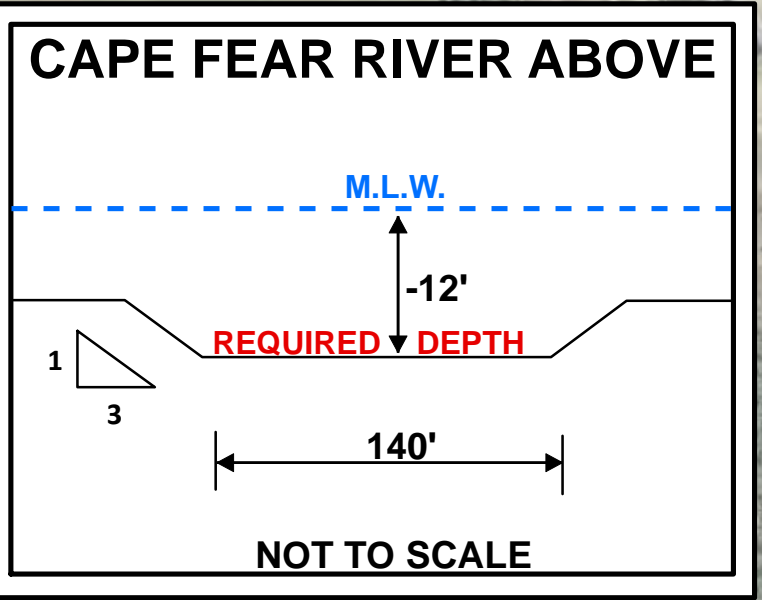 CAPE FEAR RIVER ABOVE
M.L.W.
-12'
REQUIRED DEPTH
1
3
140'
NOT TO SCALE